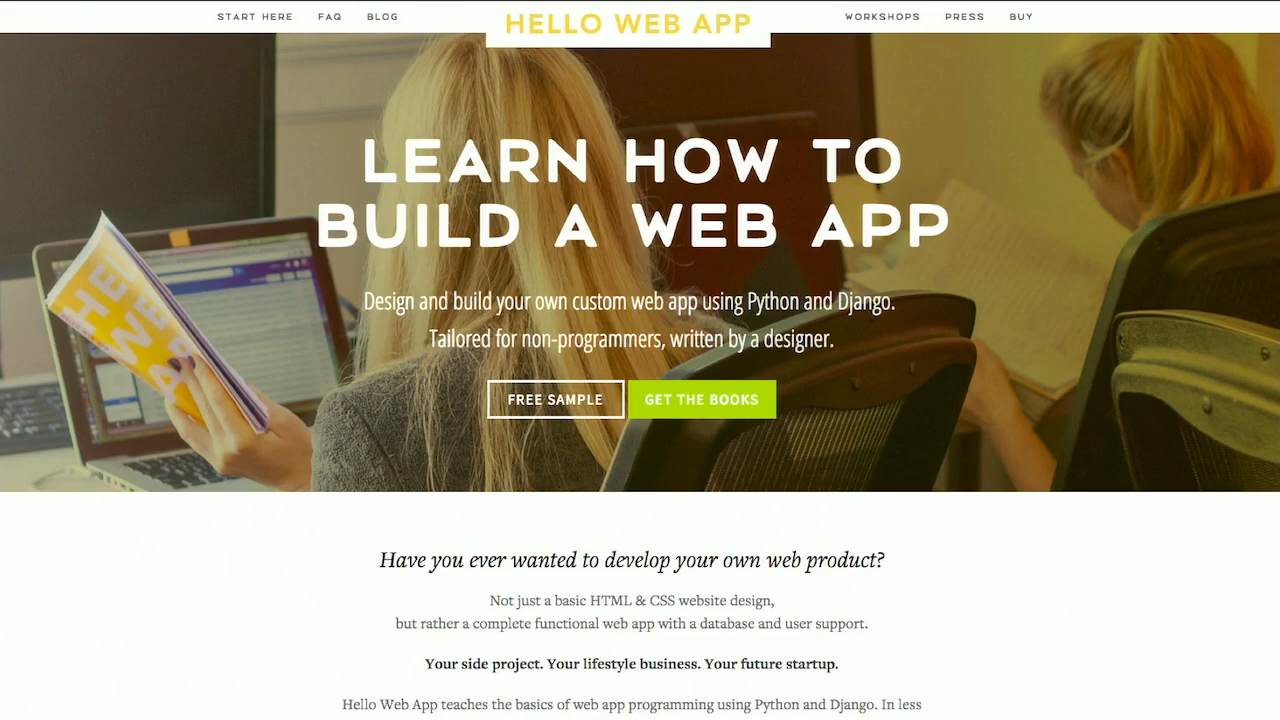 START HERE FAQ BLOG HELLO WEB APP WORKSHOPS PRESS BUY
LEARN HOW TO
BUILD A WEB APP
Design and build your own custom web app using Python and Django.
Tailored for non-programmers, written by a designer.
FREE SAMPLE GET THE BOOKS
Have you ever wanted to develop your own web product?
Not just a basic HTML & CSS website design,
but rather a complete functional web app with a database and user support.
Your side project. Your lifestyle business. Your future startup.
Hello Web App teaches the basics of web app programming using Python and Django. In less